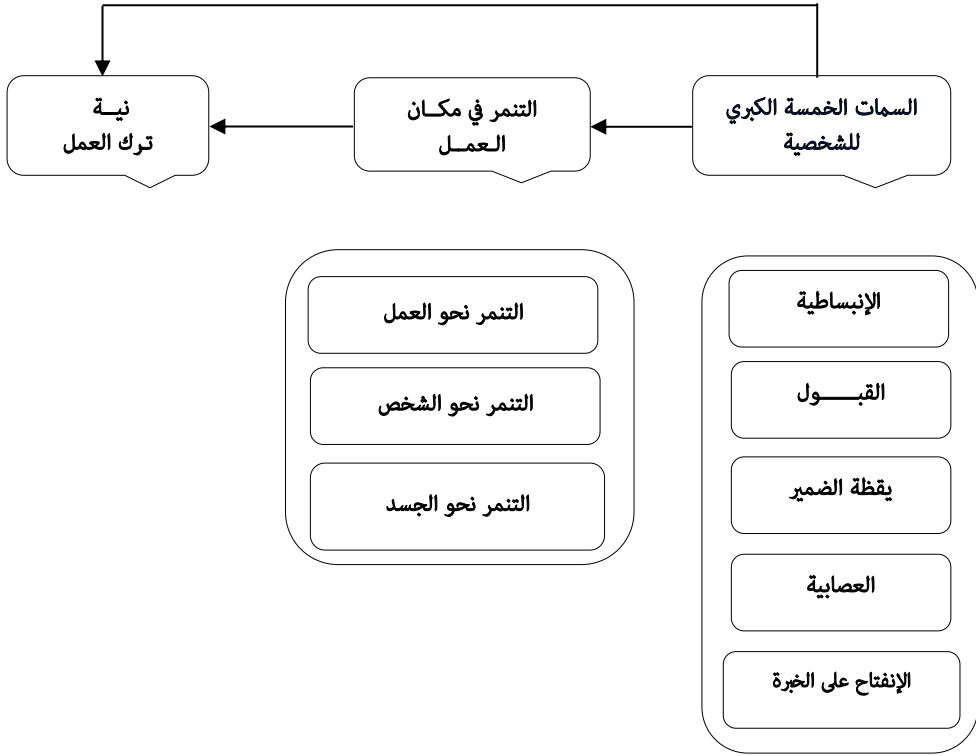 السمات الخمسة الكبري
للشخصية
التنمر في مكــان
الـعمــل
نيــة
تـرك العمل
الإنبساطية
القبـــــول
يقظة الضمير
العصابية
الإنفتاح على الخبرة
التنمر نحو العمل
التنمر نحو الشخص
التنمر نحو الجسد